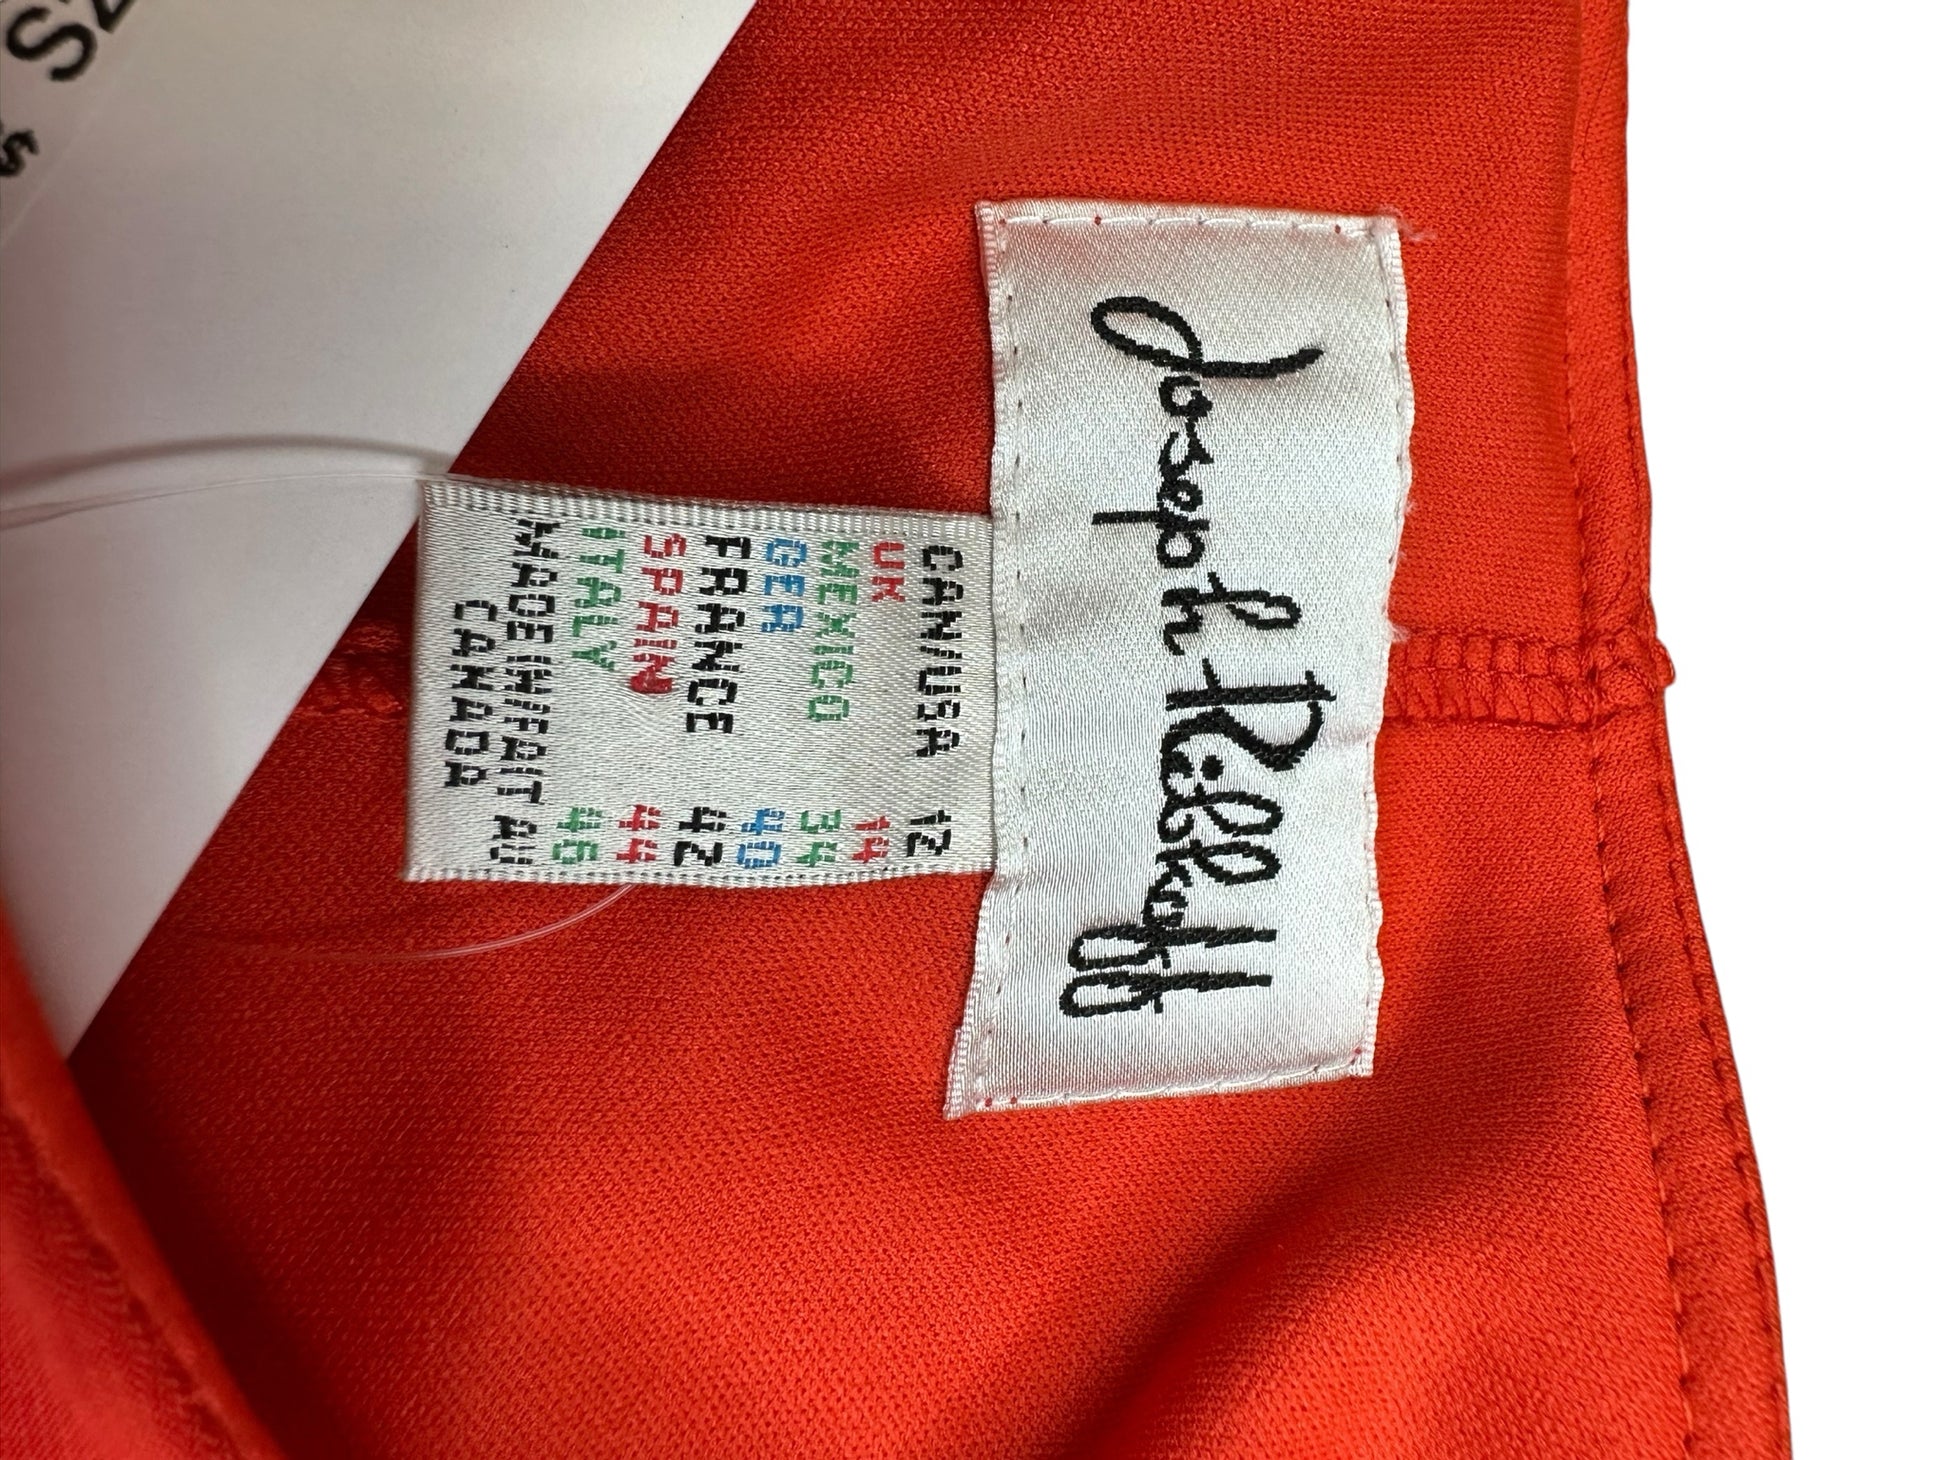 Joseph Ribkoff
CAN/USA 12
UK 14
MEXICO 34
GER 40
FRANCE 42
SPAIN 44
ITALY 46
MADE IN/FAIT AU
CANADA